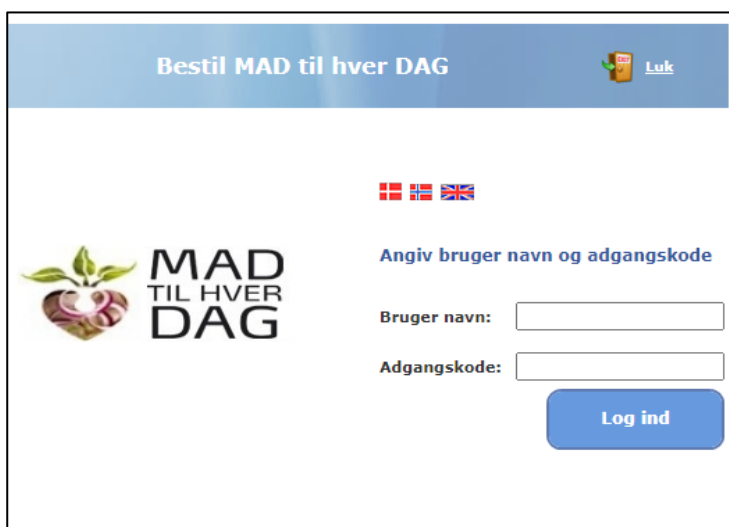 Bestil MAD til hver DAG
Luk
MAD
TIL HVER
DAG
Angiv bruger navn og adgangskode
Bruger navn:
Adgangskode:
Log ind